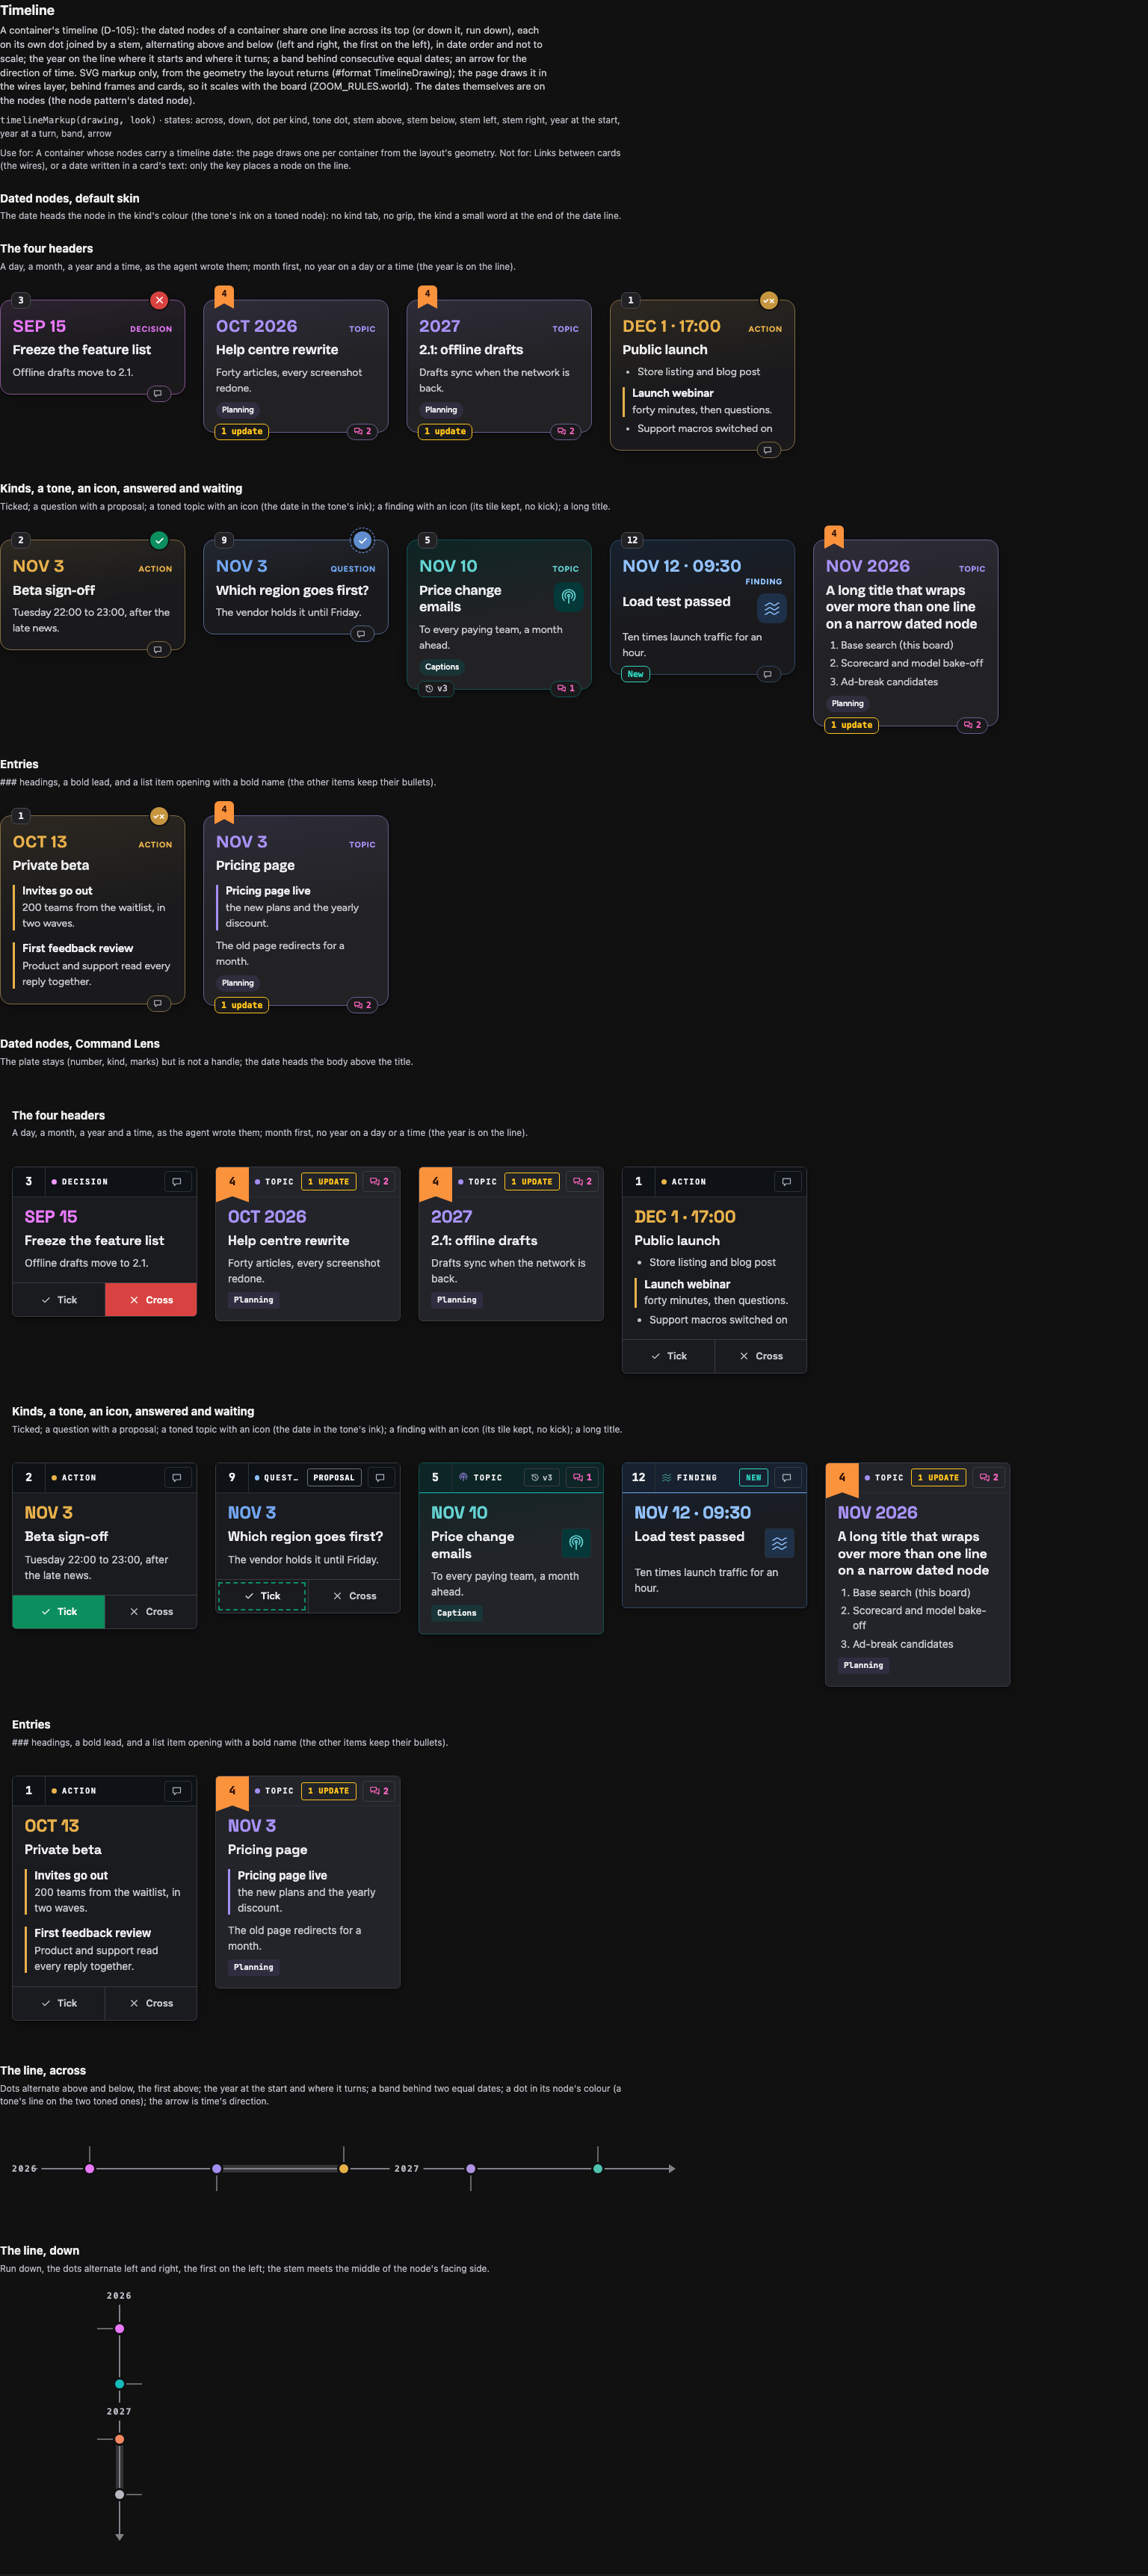 Timeline
A container's timeline (D-105): the dated nodes of a container share one line across its top (or down it, run down), each
on its own dot joined by a stem, alternating above and below (left and right, the first on the left), in date order and not to
scale; the year on the line where it starts and where it turns; a band behind consecutive equal dates; an arrow for the
direction of time. SVG markup only, from the geometry the layout returns (#format TimelineDrawing); the page draws it in
the wires layer, behind frames and cards, so it scales with the board (ZOOM_RULES.world). The dates themselves are on
the nodes (the node pattern's dated node).
timelineMarkup(drawing, look) · states: across, down, dot per kind, tone dot, stem above, stem below, stem left, stem right, year at the start,
year at a turn, band, arrow
Use for: A container whose nodes carry a timeline date: the page draws one per container from the layout's geometry. Not for: Links between cards
(the wires), or a date written in a card's text: only the key places a node on the line.
Dated nodes, default skin
The date heads the node in the kind's colour (the tone's ink on a toned node): no kind tab, no grip, the kind a small word at the end of the date line.
The four headers
A day, a month, a year and a time, as the agent wrote them; month first, no year on a day or a time (the year is on the line).
3
SEP 15 DECISION
Freeze the feature list
Offline drafts move to 2.1.
4
OCT 2026 TOPIC
Help centre rewrite
Forty articles, every screenshot
redone.
Planning
1 update 2
4
2027 TOPIC
2.1: offline drafts
Drafts sync when the network is
back.
Planning
1 update 2
1
DEC 1 · 17:00 ACTION
Public launch
• Store listing and blog post
Launch webinar
forty minutes, then questions.
• Support macros switched on
Kinds, a tone, an icon, answered and waiting
Ticked; a question with a proposal; a toned topic with an icon (the date in the tone's ink); a finding with an icon (its tile kept, no kick); a long title.
2
NOV 3 ACTION
Beta sign-off
Tuesday 22:00 to 23:00, after the
late news.
9
NOV 3 QUESTION
Which region goes first?
The vendor holds it until Friday.
5
NOV 10 TOPIC
Price change
emails
To every paying team, a month
ahead.
Captions
v3 1
12
NOV 12 · 09:30
FINDING
Load test passed
Ten times launch traffic for an
hour.
New
4
NOV 2026 TOPIC
A long title that wraps
over more than one line
on a narrow dated node
1. Base search (this board)
2. Scorecard and model bake-off
3. Ad-break candidates
Planning
1 update 2
Entries
### headings, a bold lead, and a list item opening with a bold name (the other items keep their bullets).
1
OCT 13 ACTION
Private beta
Invites go out
200 teams from the waitlist, in
two waves.
First feedback review
Product and support read every
reply together.
4
NOV 3 TOPIC
Pricing page
Pricing page live
the new plans and the yearly
discount.
The old page redirects for a
month.
Planning
1 update 2
Dated nodes, Command Lens
The plate stays (number, kind, marks) but is not a handle; the date heads the body above the title.
The four headers
A day, a month, a year and a time, as the agent wrote them; month first, no year on a day or a time (the year is on the line).
3 DECISION
SEP 15
Freeze the feature list
Offline drafts move to 2.1.
Tick Cross
4 TOPIC 1 UPDATE 2
OCT 2026
Help centre rewrite
Forty articles, every screenshot
redone.
Planning
4 TOPIC 1 UPDATE 2
2027
2.1: offline drafts
Drafts sync when the network is
back.
Planning
1 ACTION
DEC 1 · 17:00
Public launch
• Store listing and blog post
Launch webinar
forty minutes, then questions.
• Support macros switched on
Tick Cross
Kinds, a tone, an icon, answered and waiting
Ticked; a question with a proposal; a toned topic with an icon (the date in the tone's ink); a finding with an icon (its tile kept, no kick); a long title.
2 ACTION
NOV 3
Beta sign-off
Tuesday 22:00 to 23:00, after
the late news.
Tick Cross
9 QUEST… PROPOSAL
NOV 3
Which region goes first?
The vendor holds it until Friday.
Tick Cross
5 TOPIC v3 1
NOV 10
Price change
emails
To every paying team, a month
ahead.
Captions
12 FINDING NEW
NOV 12 · 09:30
Load test passed
Ten times launch traffic for an
hour.
4 TOPIC 1 UPDATE 2
NOV 2026
A long title that wraps
over more than one line
on a narrow dated node
1. Base search (this board)
2. Scorecard and model bake-
off
3. Ad-break candidates
Planning
Entries
### headings, a bold lead, and a list item opening with a bold name (the other items keep their bullets).
1 ACTION
OCT 13
Private beta
Invites go out
200 teams from the waitlist, in
two waves.
First feedback review
Product and support read
every reply together.
Tick Cross
4 TOPIC 1 UPDATE 2
NOV 3
Pricing page
Pricing page live
the new plans and the yearly
discount.
The old page redirects for a
month.
Planning
The line, across
Dots alternate above and below, the first above; the year at the start and where it turns; a band behind two equal dates; a dot in its node's colour (a
tone's line on the two toned ones); the arrow is time's direction.
2026 2027
The line, down
Run down, the dots alternate left and right, the first on the left; the stem meets the middle of the node's facing side.
2026
2027